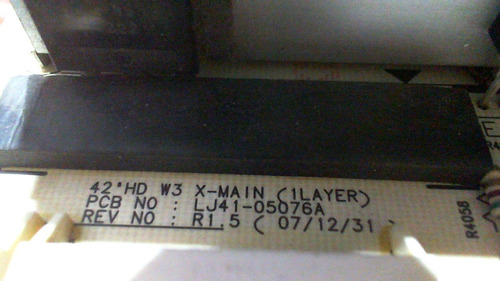 42"HD W3 X-MAIN (1LAYER)
PCB NO : LJ41-05076A
REV NO : R1.5 ( 07/12/31 )
R4058
E